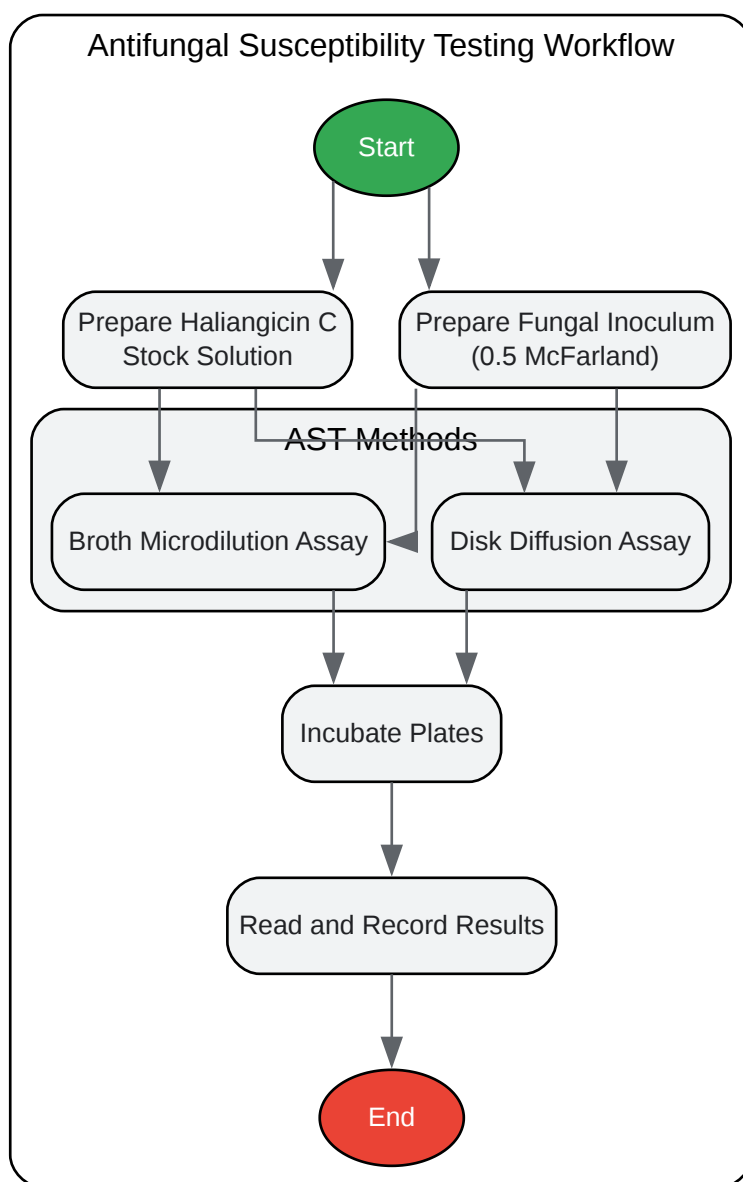 Antifungal Susceptibility Testing Workflow
Start
Prepare Haliangicin C
Stock Solution
Prepare Fungal Inoculum
(0.5 McFarland)
AST Methods
Broth Microdilution Assay
Disk Diffusion Assay
Incubate Plates
Read and Record Results
End